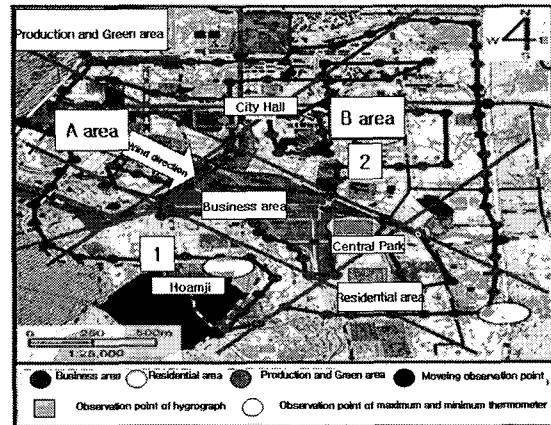 N
W E
S
Production and Green area
City Hall
A area
B area
Wind direction
2
Business area
1
Central Park
Hoamji
Residential area
0 250 500m
1:25,000
Business area Residential area Production and Green area Moveing observation point
Observation point of hygrograph Observation point of maximum and minimum thermometer